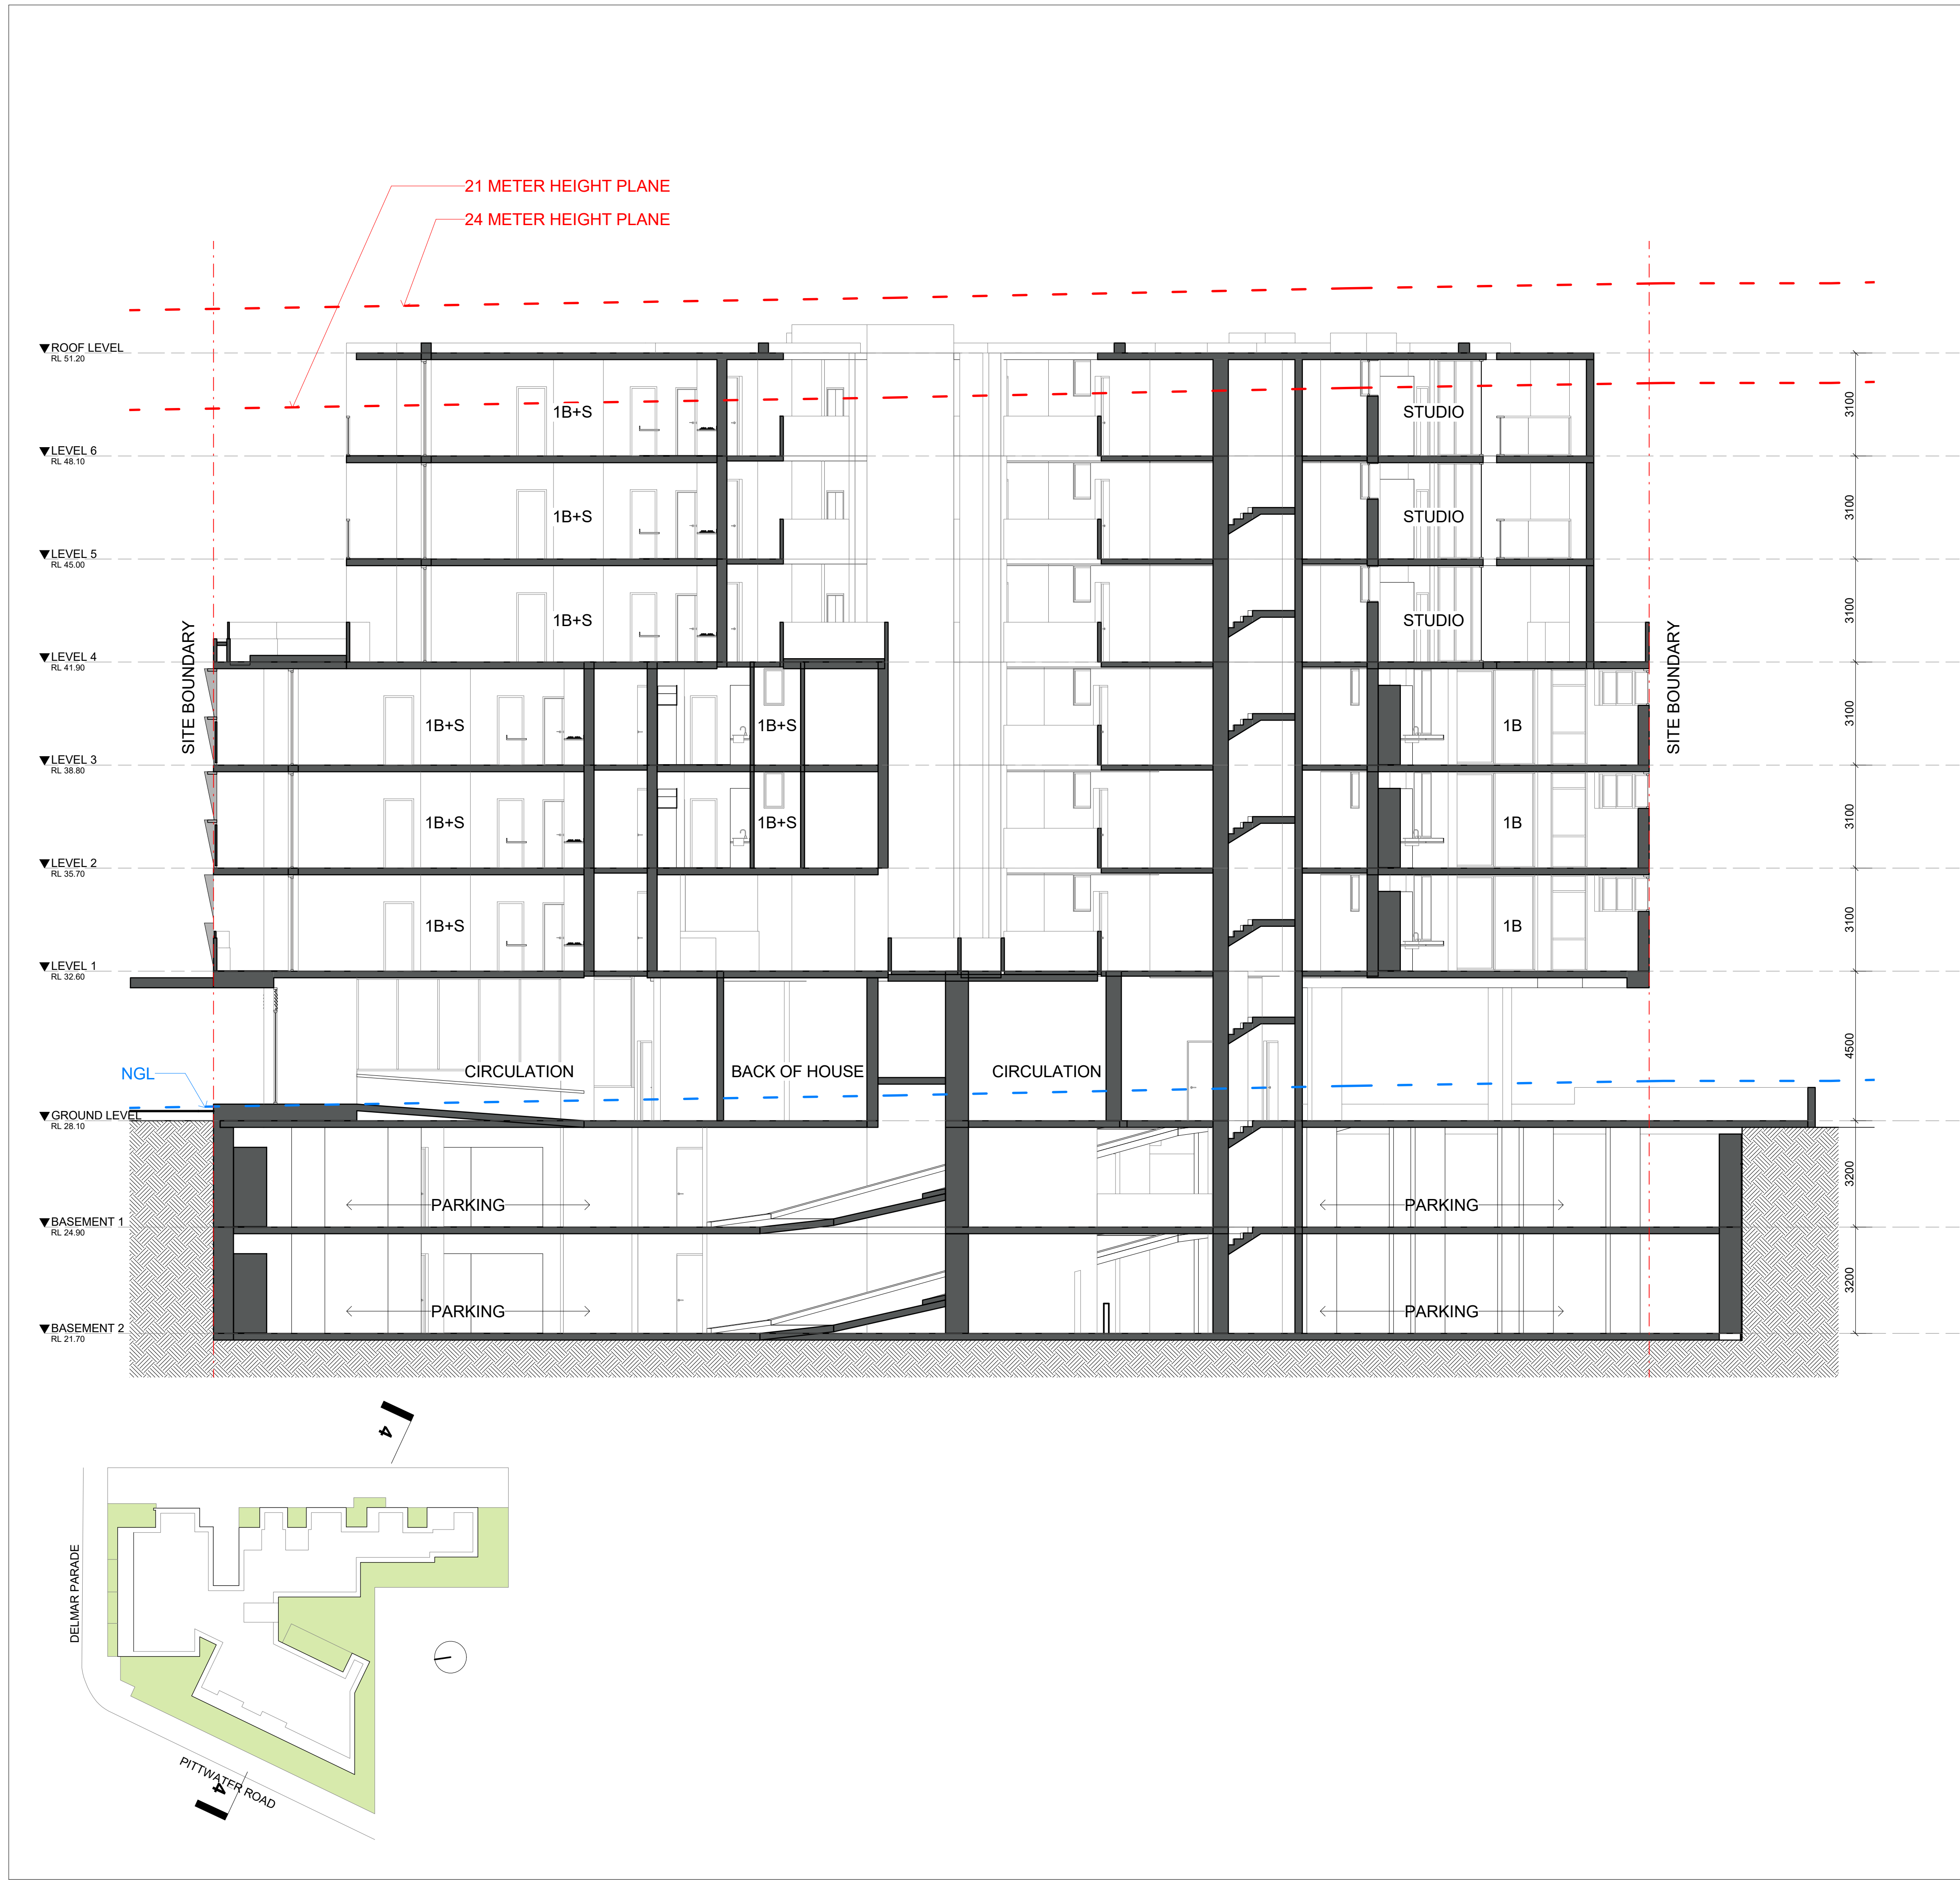 21 METER HEIGHT PLANE
24 METER HEIGHT PLANE
ROOF LEVEL
RL 51.20
3100
1B+S
STUDIO
LEVEL 6
RL 48.10
3100
1B+S
STUDIO
LEVEL 5
RL 45.00
3100
1B+S
STUDIO
SITE BOUNDARY
SITE BOUNDARY
LEVEL 4
RL 41.90
3100
1B+S
1B+S
1B
LEVEL 3
RL 38.80
3100
1B+S
1B+S
1B
LEVEL 2
RL 35.70
3100
1B+S
1B
LEVEL 1
RL 32.60
4500
NGL
CIRCULATION
BACK OF HOUSE
CIRCULATION
GROUND LEVEL
RL 28.10
3200
PARKING
PARKING
BASEMENT 1
RL 24.90
3200
PARKING
PARKING
BASEMENT 2
RL 21.70
4
DELMAR PARADE
PITTWATER ROAD
4